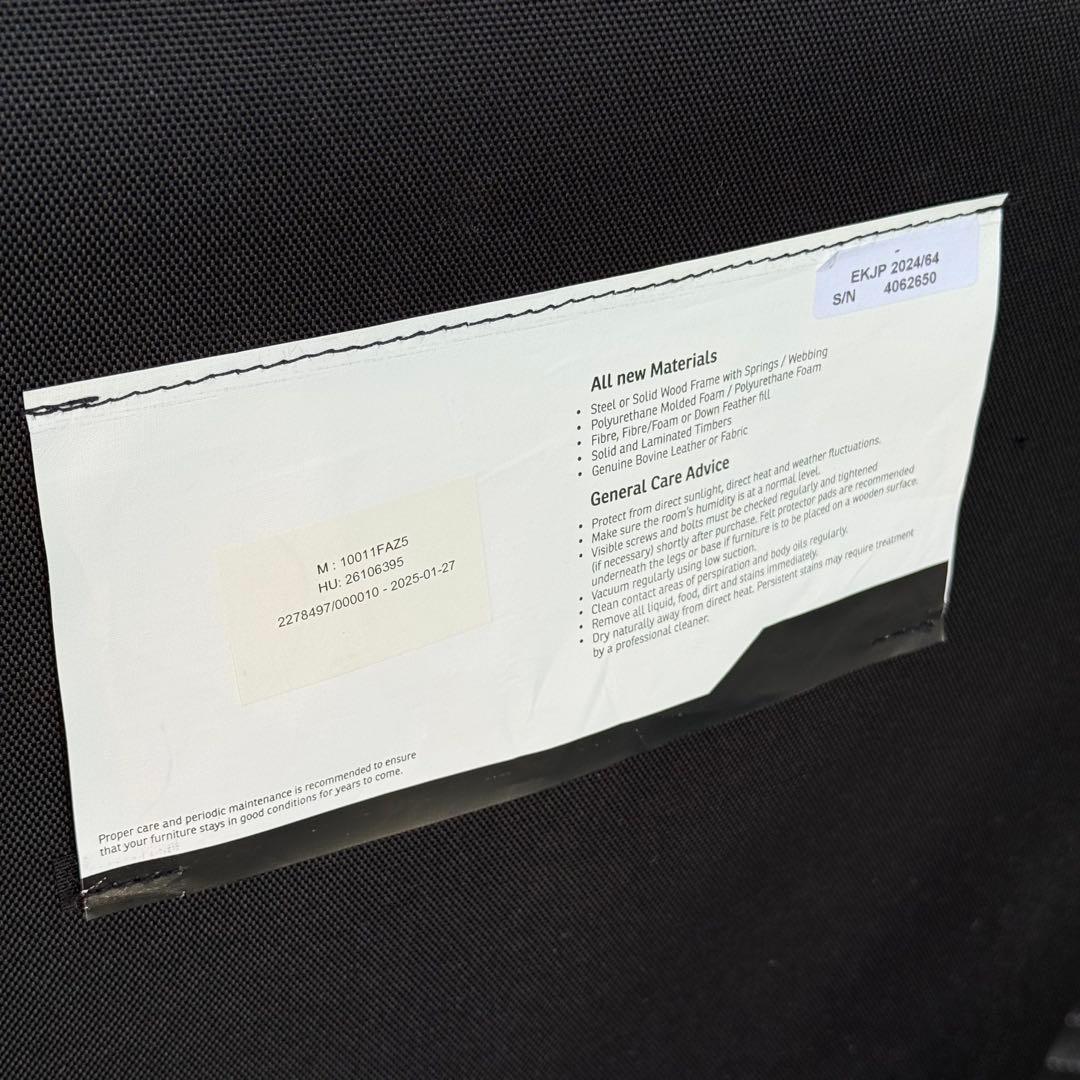 -
EKJP 2024/64
S/N 4062650
All new Materials
• Steel or Solid Wood Frame with Springs / Webbing
• Polyurethane Molded Foam / Polyurethane Foam
• Fibre, Fibre/Foam or Down Feather fill
• Solid and Laminated Timbers
• Genuine Bovine Leather or Fabric
General Care Advice
• Protect from direct sunlight, direct heat and weather fluctuations.
• Make sure the room's humidity is at a normal level.
• Visible screws and bolts must be checked regularly and tightened
(if necessary) shortly after purchase. Felt protector pads are recommended
underneath the legs or base if furniture is to be placed on a wooden surface.
• Vacuum regularly using low suction.
• Clean contact areas of perspiration and body oils regularly.
• Remove all liquid, food, dirt and stains immediately.
• Dry naturally away from direct heat. Persistent stains may require treatment
by a professional cleaner.
M : 10011FAZ5
HU: 26106395
2278497/000010 - 2025-01-27
Proper care and periodic maintenance is recommended to ensure
that your furniture stays in good conditions for years to come.